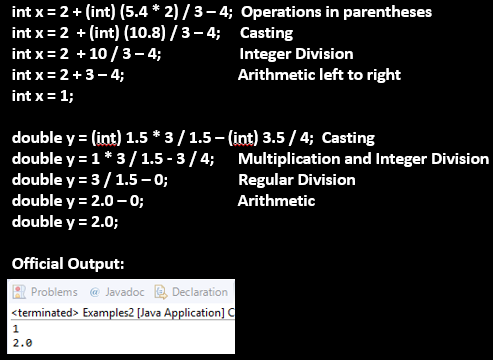 int x = 2 + (int) (5.4 * 2) / 3 – 4; Operations in parentheses
int x = 2 + (int) (10.8) / 3 – 4; Casting
int x = 2 + 10 / 3 – 4; Integer Division
int x = 2 + 3 – 4; Arithmetic left to right
int x = 1;
double y = (int) 1.5 * 3 / 1.5 – (int) 3.5 / 4; Casting
double y = 1 * 3 / 1.5 - 3 / 4; Multiplication and Integer Division
double y = 3 / 1.5 – 0; Regular Division
double y = 2.0 – 0; Arithmetic
double y = 2.0;
Official Output:
Problems @ Javadoc Declaration
<terminated> Examples2 [Java Application] C
1
2.0